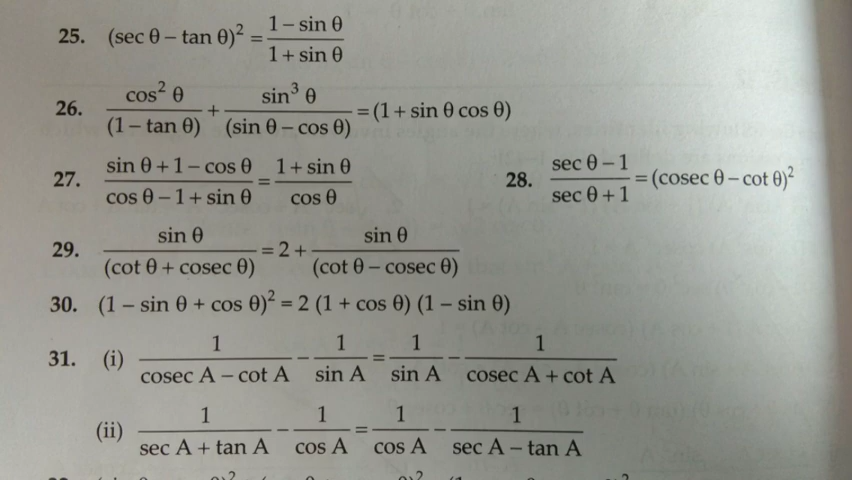 25. (sec θ – tan θ)² = (1 – sin θ)/(1 + sin θ)
26. cos² θ/(1 – tan θ) + sin³ θ/(sin θ – cos θ) = (1 + sin θ cos θ)
27. (sin θ + 1 – cos θ)/(cos θ – 1 + sin θ) = (1 + sin θ)/cos θ
28. (sec θ – 1)/(sec θ + 1) = (cosec θ – cot θ)²
29. sin θ/(cot θ + cosec θ) = 2 + sin θ/(cot θ – cosec θ)
30. (1 – sin θ + cos θ)² = 2 (1 + cos θ) (1 – sin θ)
31. (i) 1/(cosec A – cot A) – 1/sin A = 1/sin A – 1/(cosec A + cot A)
(ii) 1/(sec A + tan A) – 1/cos A = 1/cos A – 1/(sec A – tan A)